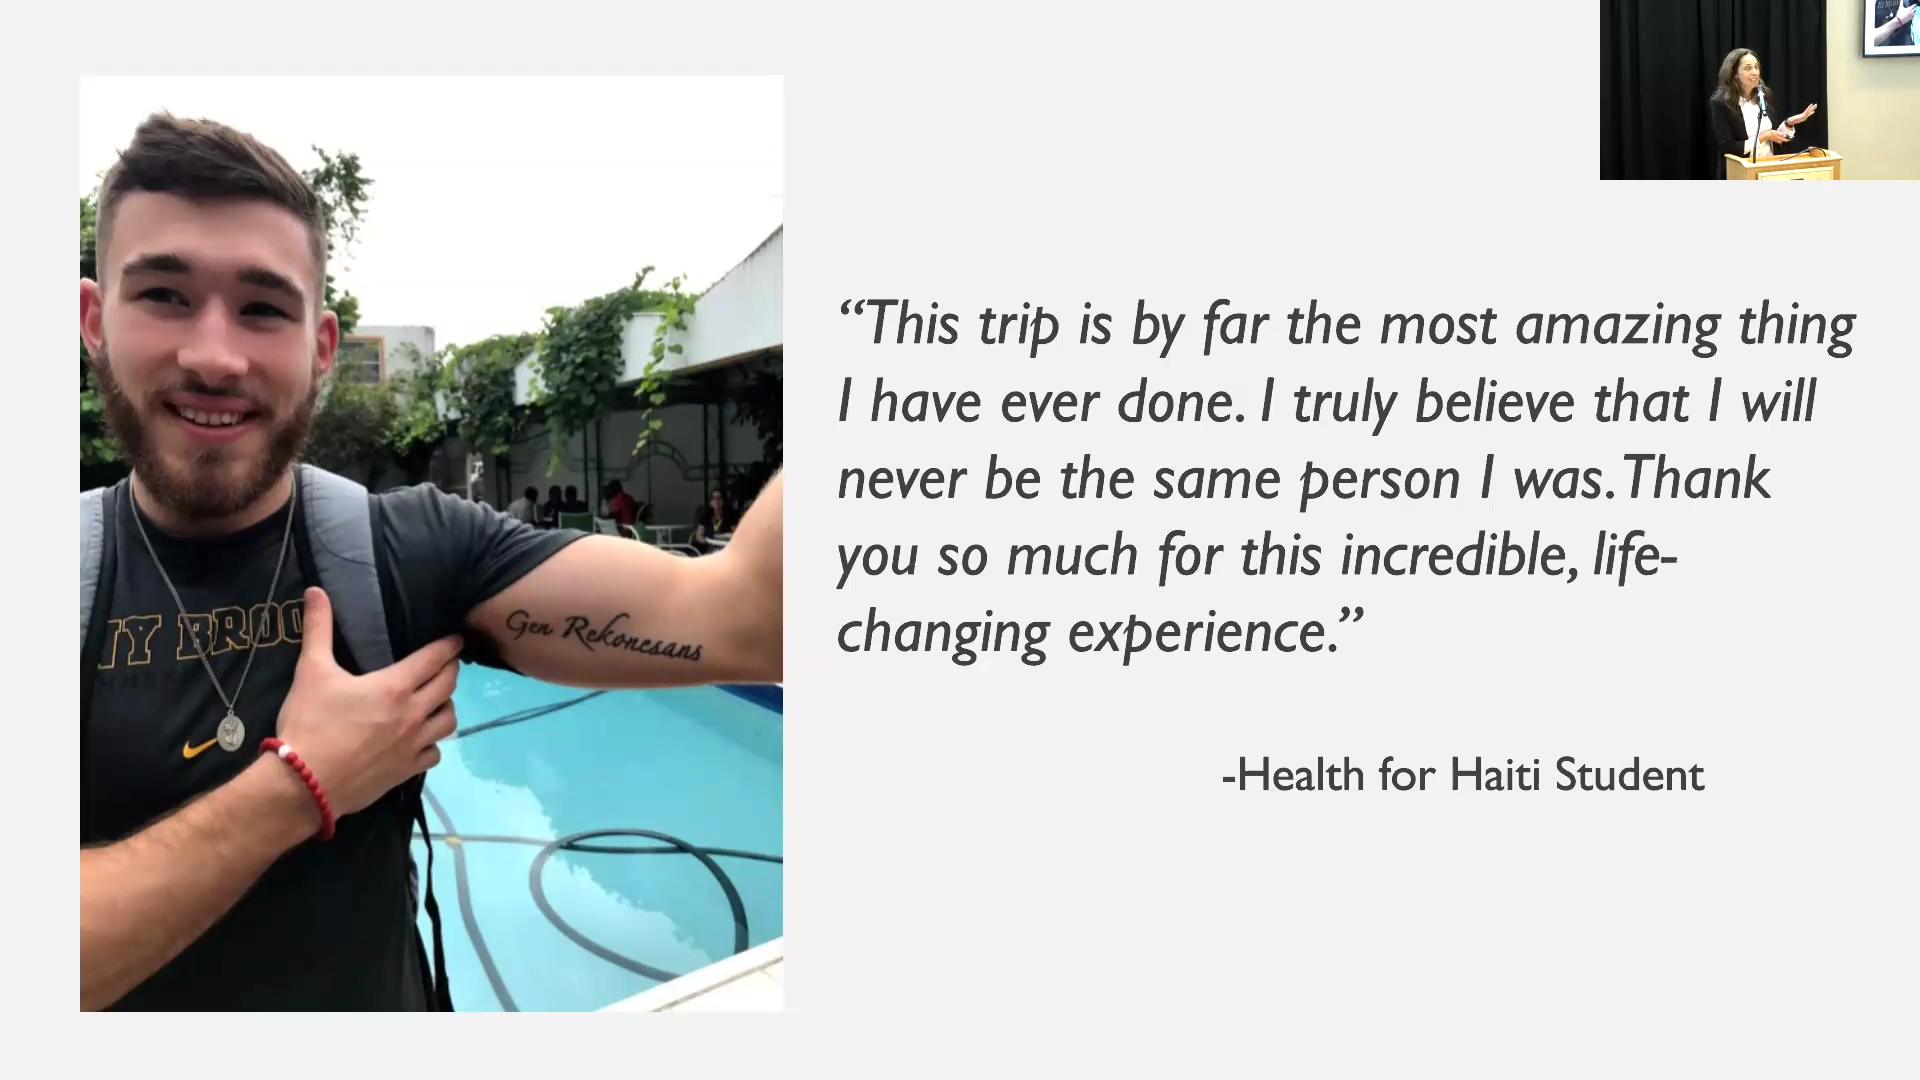 “This trip is by far the most amazing thing
I have ever done. I truly believe that I will
never be the same person I was. Thank
you so much for this incredible, life-
changing experience.”
-Health for Haiti Student
Gen Rekonesans
NY BROO